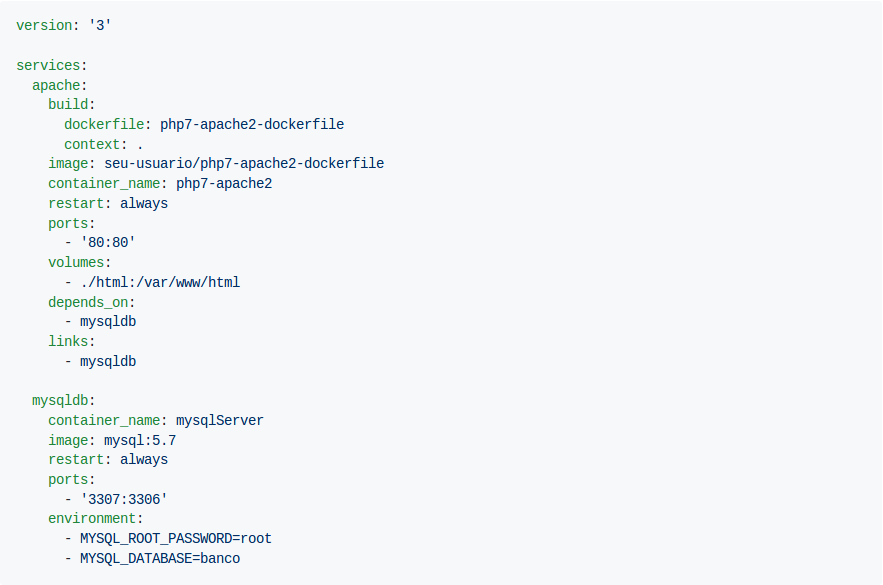 version: '3'

services:
  apache:
    build:
      dockerfile: php7-apache2-dockerfile
      context: .
    image: seu-usuario/php7-apache2-dockerfile
    container_name: php7-apache2
    restart: always
    ports:
      - '80:80'
    volumes:
      - ./html:/var/www/html
    depends_on:
      - mysqldb
    links:
      - mysqldb

  mysqldb:
    container_name: mysqlServer
    image: mysql:5.7
    restart: always
    ports:
      - '3307:3306'
    environment:
      - MYSQL_ROOT_PASSWORD=root
      - MYSQL_DATABASE=banco